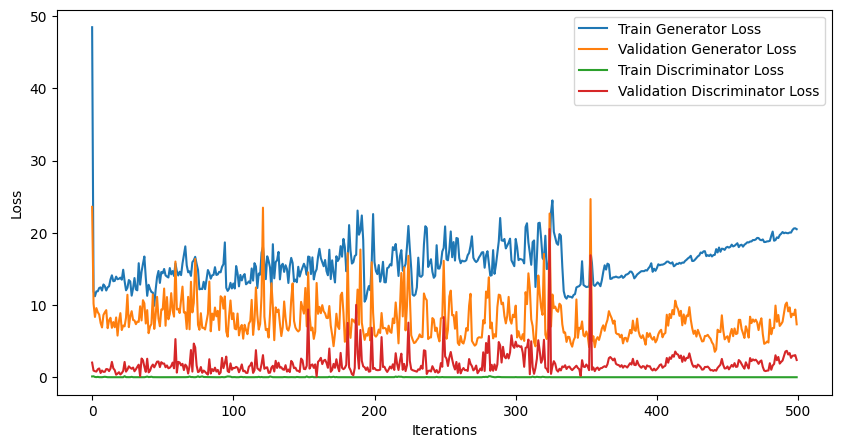 50
40
30
20
10
0
Loss
0
100
200
300
400
500
Iterations
Train Generator Loss
Validation Generator Loss
Train Discriminator Loss
Validation Discriminator Loss